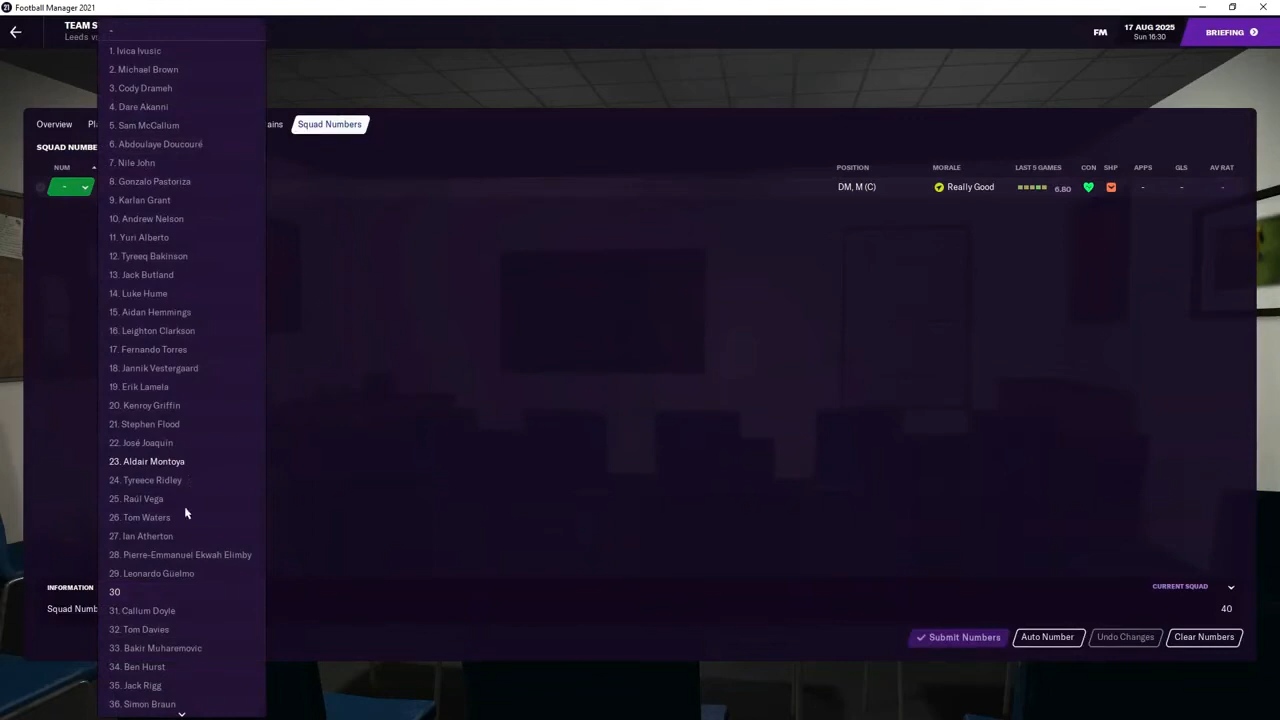 21 Football Manager 2021
TEAM S
Leeds vs
FM
17 AUG 2025
Sun 16:30
BRIEFING
Overview
Pla
ains
Squad Numbers
SQUAD NUMBE
NUM
POSITION
MORALE
LAST 5 GAMES
CON
SHP
APPS
GLS
AV RAT
-
DM, M (C)
Really Good
6.80
-
-
-
-
1. Ivica Ivusic
2. Michael Brown
3. Cody Drameh
4. Dare Akanni
5. Sam McCallum
6. Abdoulaye Doucouré
7. Nile John
8. Gonzalo Pastoriza
9. Karlan Grant
10. Andrew Nelson
11. Yuri Alberto
12. Tyreeq Bakinson
13. Jack Butland
14. Luke Hume
15. Aidan Hemmings
16. Leighton Clarkson
17. Fernando Torres
18. Jannik Vestergaard
19. Erik Lamela
20. Kenroy Griffin
21. Stephen Flood
22. José Joaquín
23. Aldair Montoya
24. Tyreece Ridley
25. Raúl Vega
26. Tom Waters
27. Ian Atherton
28. Pierre-Emmanuel Ekwah Elimby
29. Leonardo Güelmo
30
31. Callum Doyle
32. Tom Davies
33. Bakir Muharemovic
34. Ben Hurst
35. Jack Rigg
36. Simon Braun
INFORMATION
CURRENT SQUAD
Squad Numb
40
Submit Numbers
Auto Number
Undo Changes
Clear Numbers